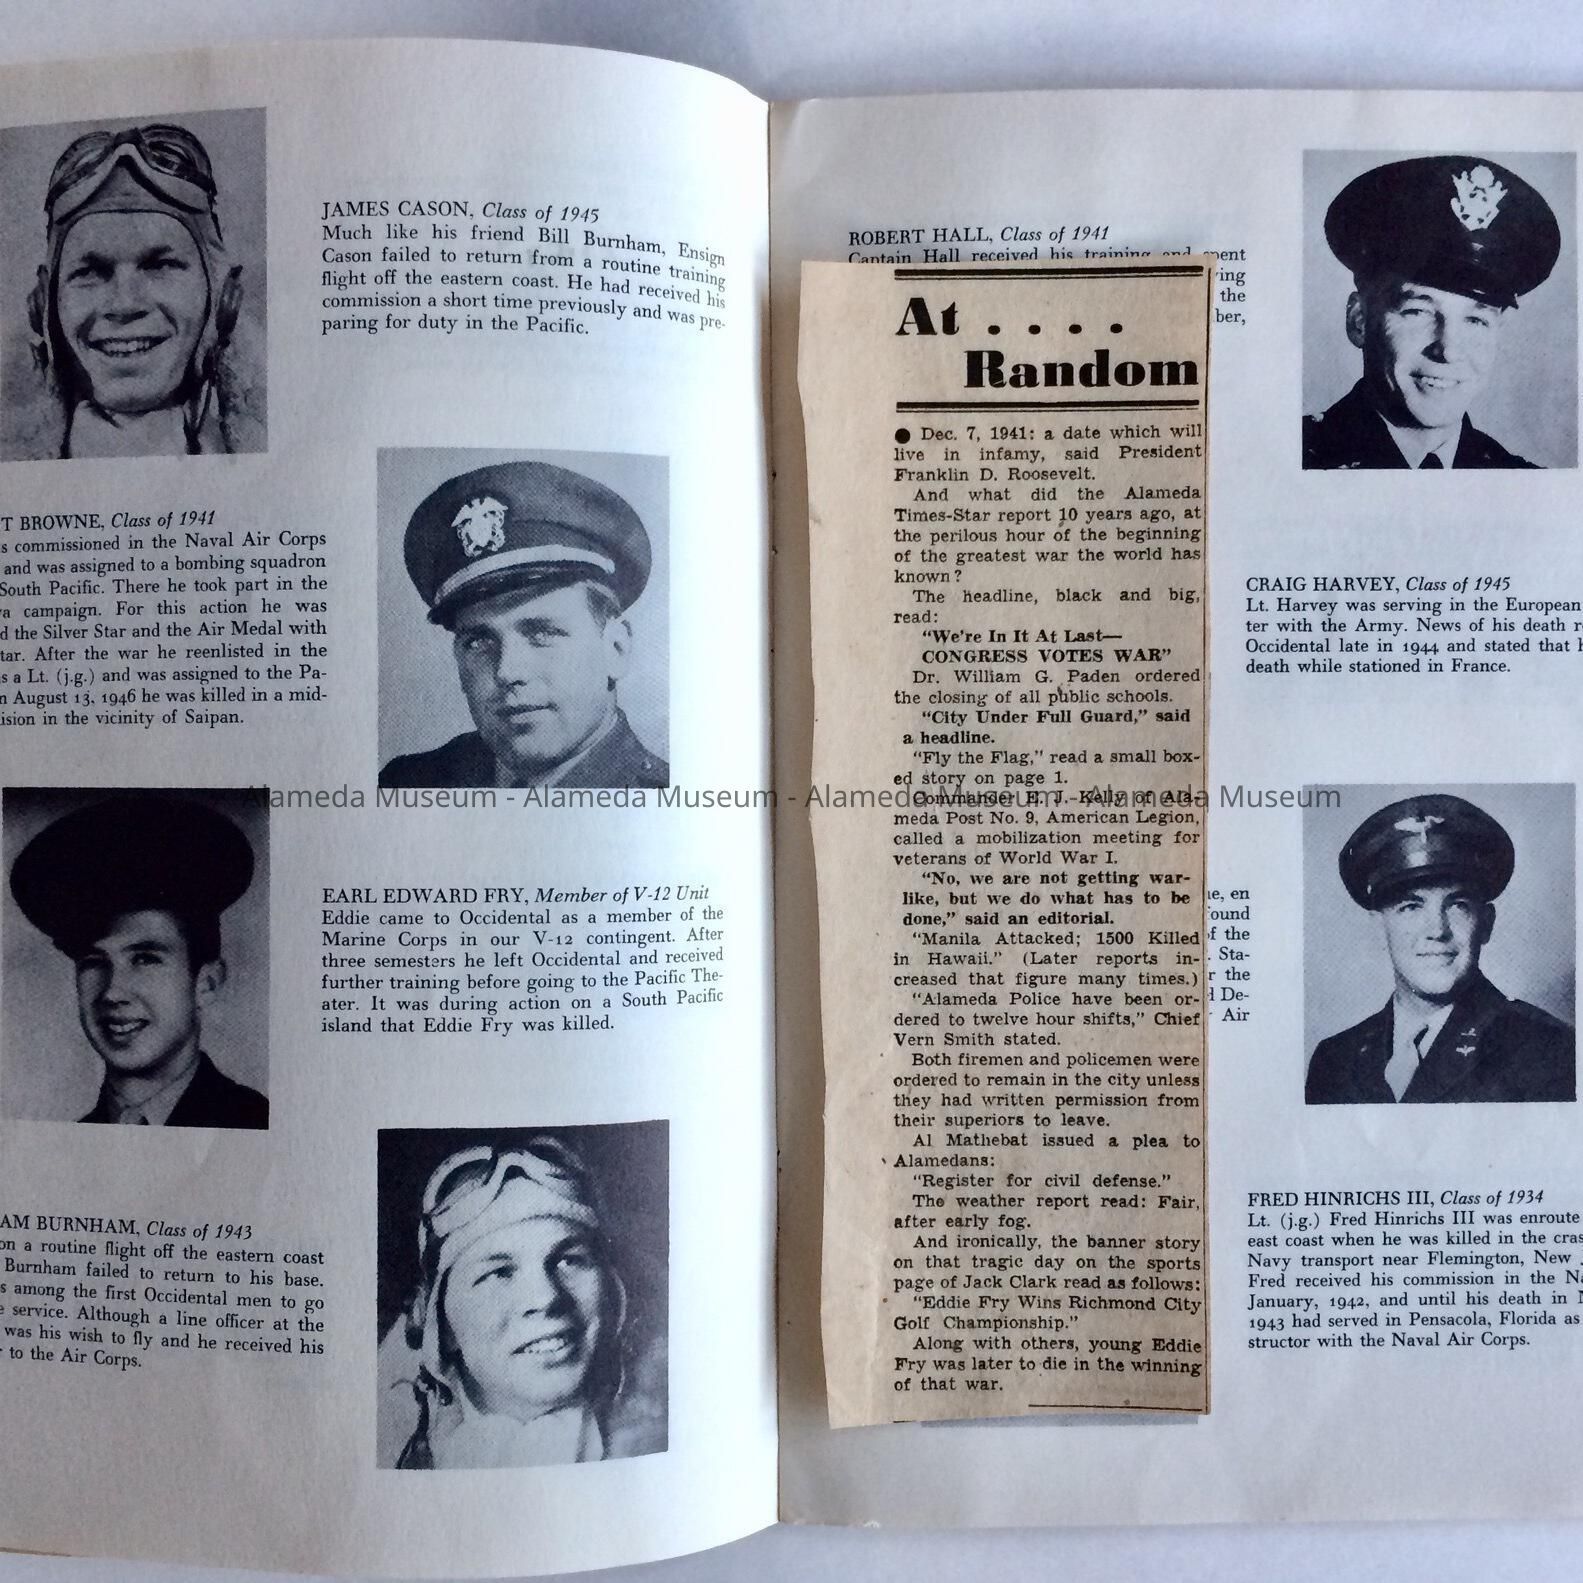 JAMES CASON, Class of 1945
Much like his friend Bill Burnham, Ensign
Cason failed to return from a routine training
flight off the eastern coast. He had received his
commission a short time previously and was pre-
paring for duty in the Pacific.
T BROWNE, Class of 1941
s commissioned in the Naval Air Corps
and was assigned to a bombing squadron
South Pacific. There he took part in the
a campaign. For this action he was
d the Silver Star and the Air Medal with
tar. After the war he reenlisted in the
s a Lt. (j.g.) and was assigned to the Pa-
n August 13, 1946 he was killed in a mid-
ision in the vicinity of Saipan.
EARL EDWARD FRY, Member of V-12 Unit
Eddie came to Occidental as a member of the
Marine Corps in our V-12 contingent. After
three semesters he left Occidental and received
further training before going to the Pacific The-
ater. It was during action on a South Pacific
island that Eddie Fry was killed.
AM BURNHAM, Class of 1943
on a routine flight off the eastern coast
Burnham failed to return to his base.
s among the first Occidental men to go
e service. Although a line officer at the
was his wish to fly and he received his
r to the Air Corps.
ROBERT HALL, Class of 1941
Captain Hall received his training and spent
ying
the
ber,
At . . . .
Random
● Dec. 7, 1941: a date which will
live in infamy, said President
Franklin D. Roosevelt.
And what did the Alameda
Times-Star report 10 years ago, at
the perilous hour of the beginning
of the greatest war the world has
known?
The headline, black and big,
read:
"We're In It At Last—
CONGRESS VOTES WAR"
Dr. William G. Paden ordered
the closing of all public schools.
"City Under Full Guard," said
a headline.
"Fly the Flag," read a small box-
ed story on page 1.
Commander E. J. Kelly of Ala-
meda Post No. 9, American Legion,
called a mobilization meeting for
veterans of World War I.
"No, we are not getting war-
like, but we do what has to be
done," said an editorial.
"Manila Attacked; 1500 Killed
in Hawaii." (Later reports in-
creased that figure many times.)
"Alameda Police have been or-
dered to twelve hour shifts," Chief
Vern Smith stated.
Both firemen and policemen were
ordered to remain in the city unless
they had written permission from
their superiors to leave.
Al Mathebat issued a plea to
Alamedans:
"Register for civil defense."
The weather report read: Fair,
after early fog.
And ironically, the banner story
on that tragic day on the sports
page of Jack Clark read as follows:
"Eddie Fry Wins Richmond City
Golf Championship."
Along with others, young Eddie
Fry was later to die in the winning
of that war.
CRAIG HARVEY, Class of 1945
Lt. Harvey was serving in the European
ter with the Army. News of his death r
Occidental late in 1944 and stated that h
death while stationed in France.
ne, en
ound
f the
. Sta-
r the
l De-
Air
FRED HINRICHS III, Class of 1934
Lt. (j.g.) Fred Hinrichs III was enroute
east coast when he was killed in the cras
Navy transport near Flemington, New
Fred received his commission in the Na
January, 1942, and until his death in
1943 had served in Pensacola, Florida as
structor with the Naval Air Corps.
Alameda Museum - Alameda Museum - Alameda Museum - Alameda Museum